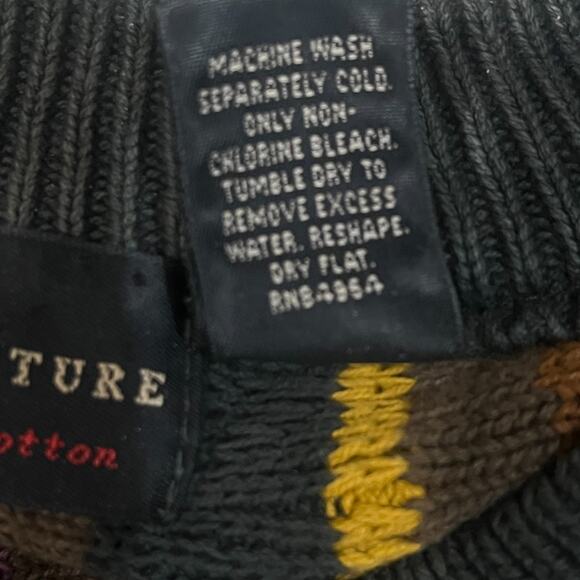 MACHINE WASH
SEPARATELY COLD.
ONLY NON-
CHLORINE BLEACH.
TUMBLE DRY TO
REMOVE EXCESS
WATER. RESHAPE.
DRY FLAT.
RN84964
TURE
otton